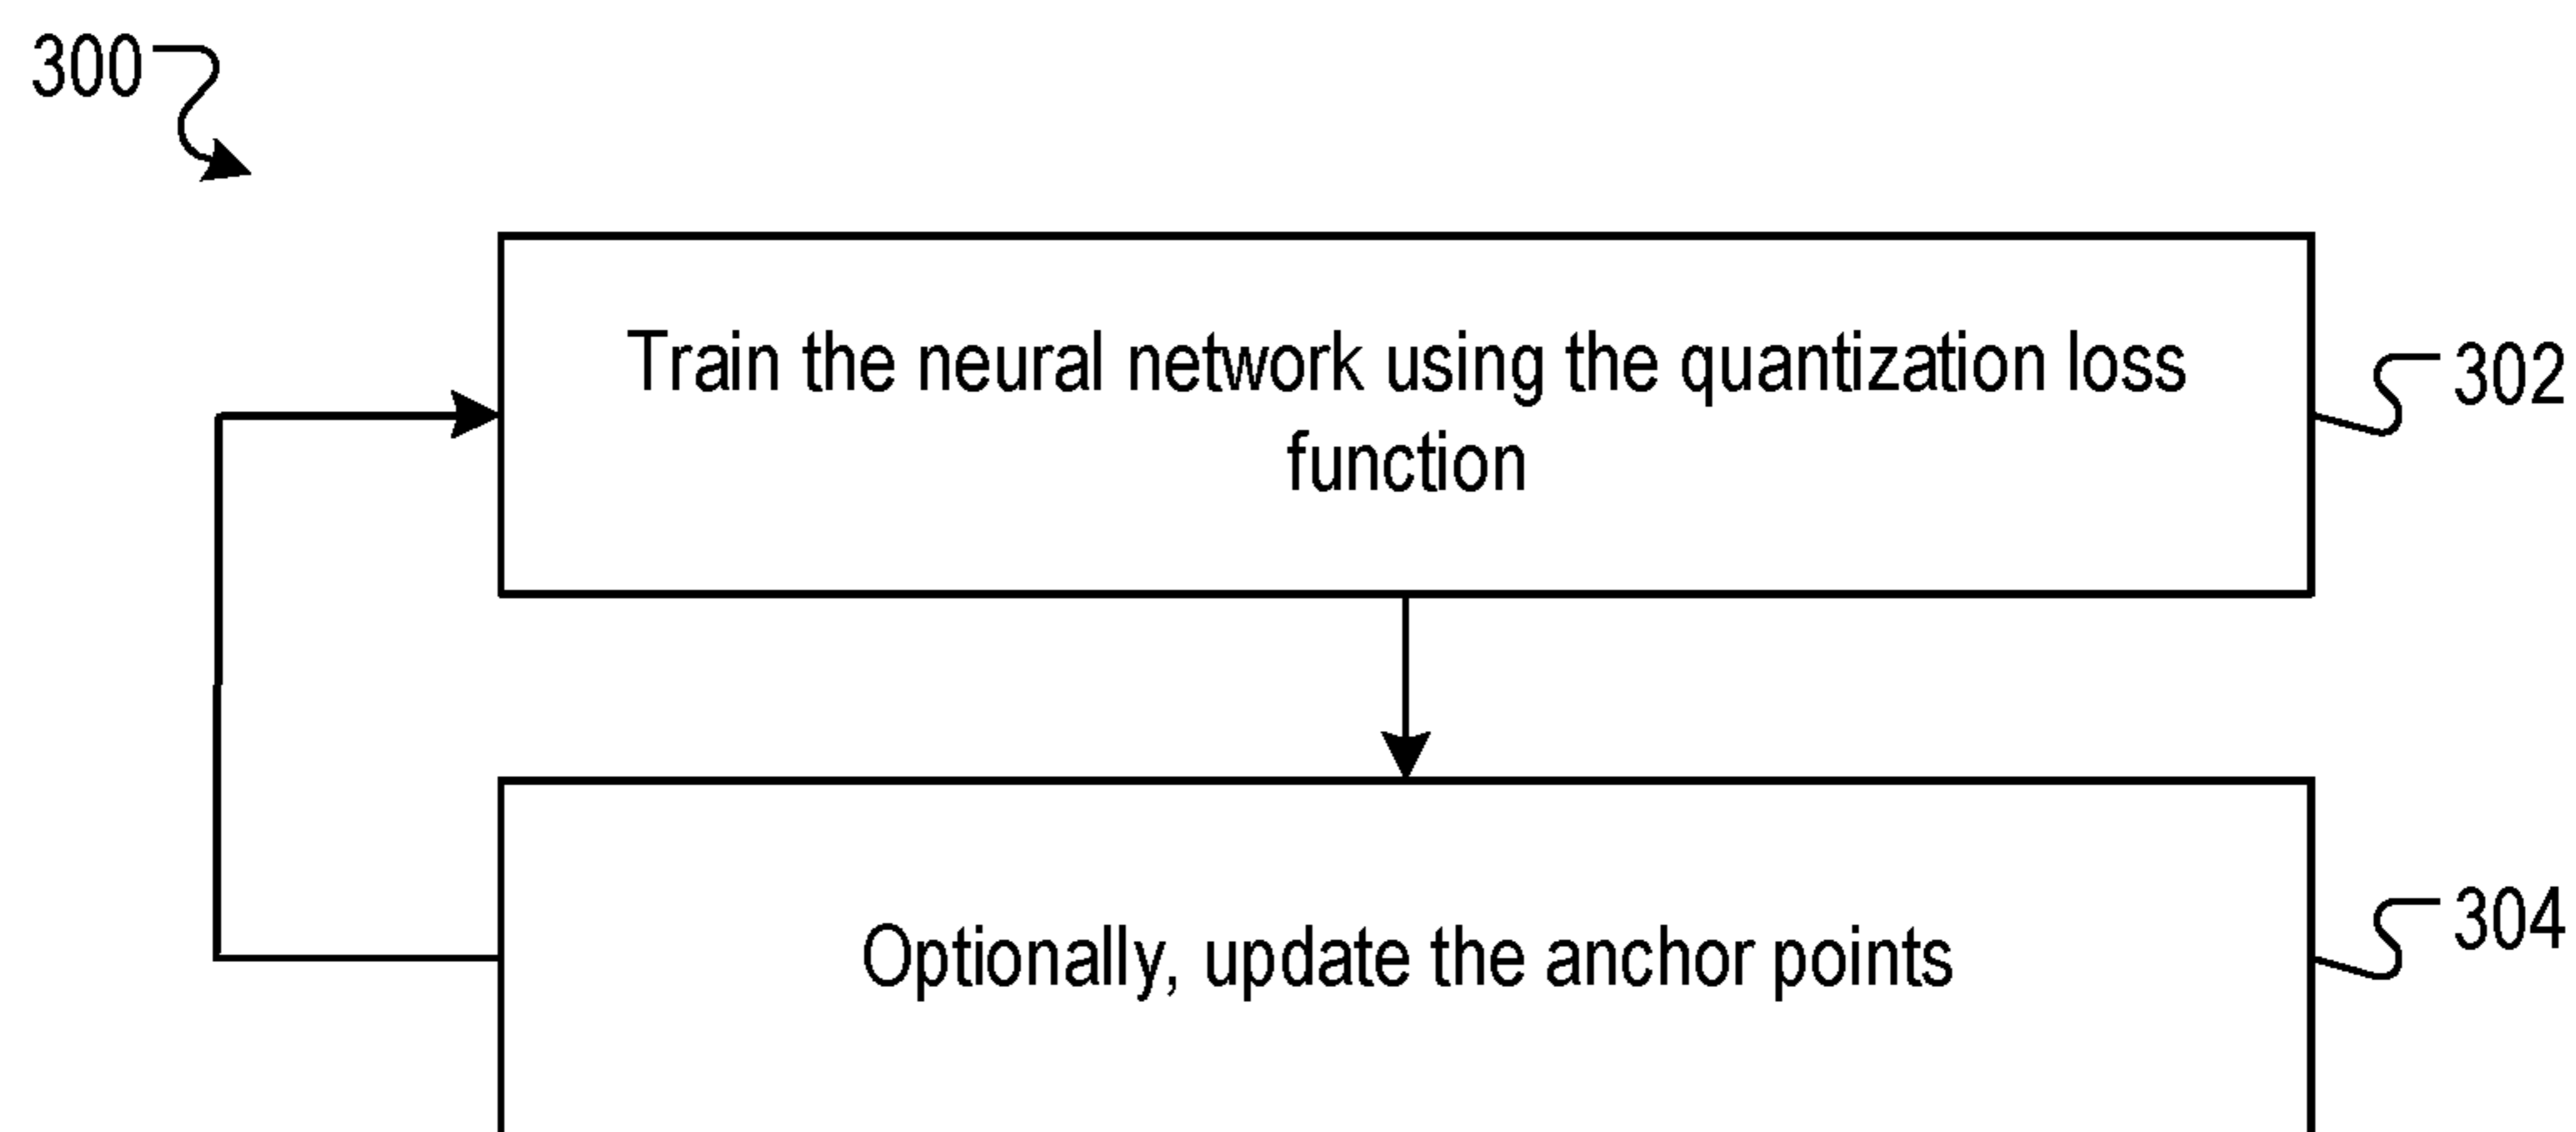 300
Train the neural network using the quantization loss
function
302
Optionally, update the anchor points
304